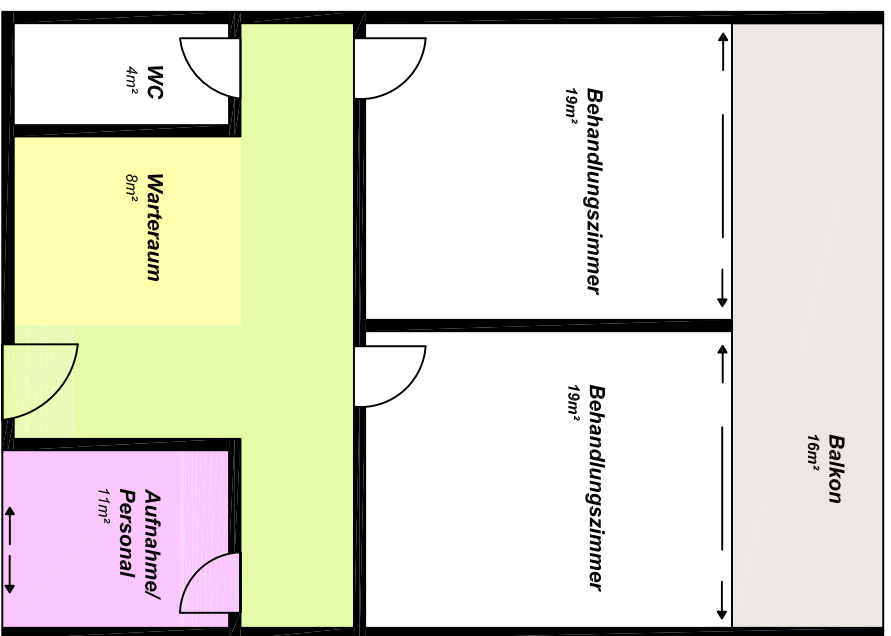 WC
4m²
Warteraum
8m²
Aufnahme/
Personal
11m²
Behandlungszimmer
19m²
Behandlungszimmer
19m²
Balkon
16m²